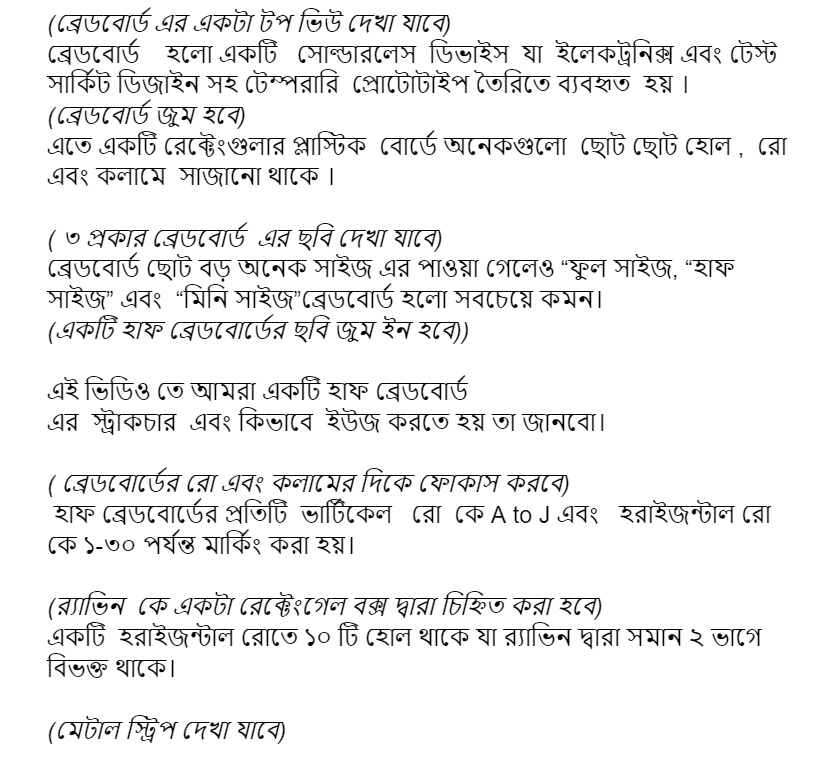 (ব্রেডবোর্ড এর একটা টপ ভিউ দেখা যাবে)
ব্রেডবোর্ড হলো একটি সোল্ডারলেস ডিভাইস যা ইলেকট্রনিক্স এবং টেস্ট
সার্কিট ডিজাইন সহ টেম্পরারি প্রোটোটাইপ তৈরিতে ব্যবহৃত হয় ।
(ব্রেডবোর্ড জুম হবে)
এতে একটি রেক্টেংগুলার প্লাস্টিক বোর্ডে অনেকগুলো ছোট ছোট হোল , রো
এবং কলামে সাজানো থাকে ।
( ৩ প্রকার ব্রেডবোর্ড এর ছবি দেখা যাবে)
ব্রেডবোর্ড ছোট বড় অনেক সাইজ এর পাওয়া গেলেও “ফুল সাইজ, “হাফ
সাইজ” এবং “মিনি সাইজ”ব্রেডবোর্ড হলো সবচেয়ে কমন।
(একটি হাফ ব্রেডবোর্ডের ছবি জুম ইন হবে))
এই ভিডিও তে আমরা একটি হাফ ব্রেডবোর্ড
এর স্ট্রাকচার এবং কিভাবে ইউজ করতে হয় তা জানবো।
( ব্রেডবোর্ডের রো এবং কলামের দিকে ফোকাস করবে)
হাফ ব্রেডবোর্ডের প্রতিটি ভার্টিকেল রো কে A to J এবং হরাইজন্টাল রো
কে ১-৩০ পর্যন্ত মার্কিং করা হয়।
(র‍্যাভিন কে একটা রেক্টেংগেল বক্স দ্বারা চিহ্নিত করা হবে)
একটি হরাইজন্টাল রোতে ১০ টি হোল থাকে যা র‍্যাভিন দ্বারা সমান ২ ভাগে
বিভক্ত থাকে।
(মেটাল স্ট্রিপ দেখা যাবে)